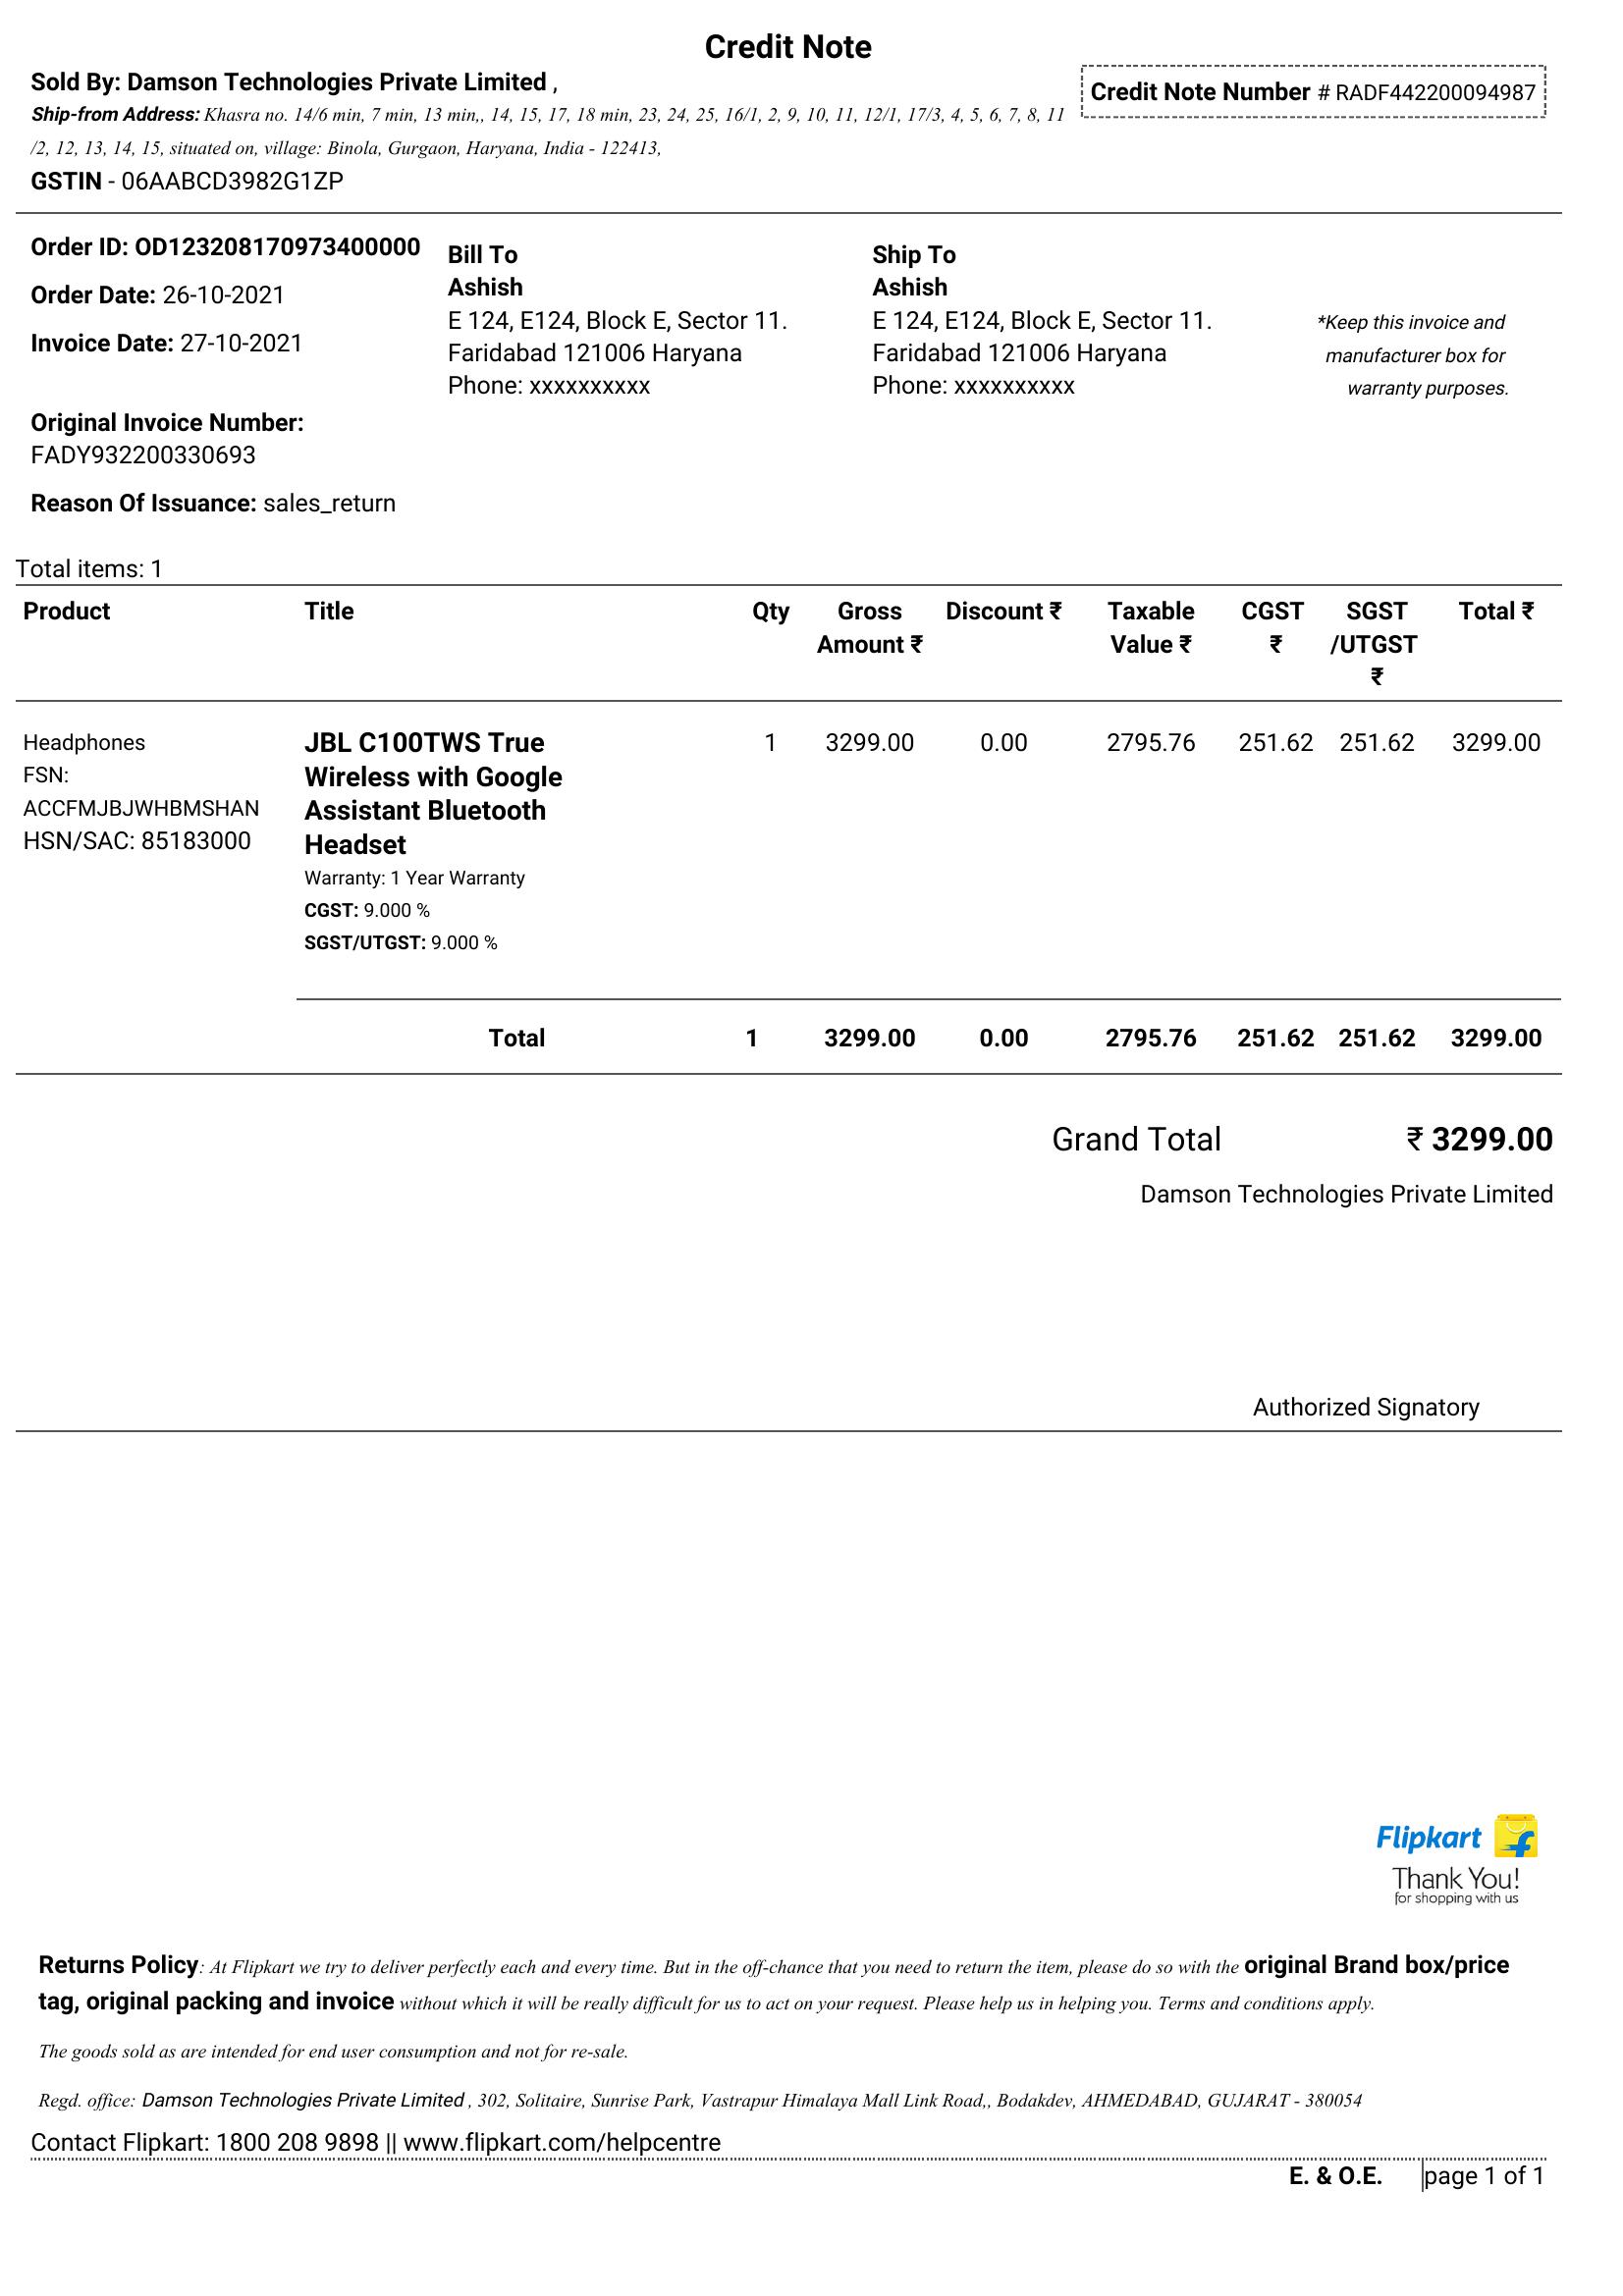 Credit Note
Sold By: Damson Technologies Private Limited ,
Credit Note Number # RADF442200094987
Ship-from Address: Khasra no. 14/6 min, 7 min, 13 min,, 14, 15, 17, 18 min, 23, 24, 25, 16/1, 2, 9, 10, 11, 12/1, 17/3, 4, 5, 6, 7, 8, 11
/2, 12, 13, 14, 15, situated on, village: Binola, Gurgaon, Haryana, India - 122413,
GSTIN - 06AABCD3982G1ZP
Order ID: OD123208170973400000
Order Date: 26-10-2021
Invoice Date: 27-10-2021
Original Invoice Number:
FADY932200330693
Reason Of Issuance: sales_return
Bill To
Ashish
E 124, E124, Block E, Sector 11.
Faridabad 121006 Haryana
Phone: xxxxxxxxxx
Ship To
Ashish
E 124, E124, Block E, Sector 11.
Faridabad 121006 Haryana
Phone: xxxxxxxxxx
*Keep this invoice and
manufacturer box for
warranty purposes.
Total items: 1
Product Title Qty Gross Amount ₹ Discount ₹ Taxable Value ₹ CGST ₹ SGST /UTGST ₹ Total ₹
Headphones
FSN:
ACCFMJBJWHBMSHAN
HSN/SAC: 85183000
JBL C100TWS True
Wireless with Google
Assistant Bluetooth
Headset
Warranty: 1 Year Warranty
CGST: 9.000 %
SGST/UTGST: 9.000 %
1 3299.00 0.00 2795.76 251.62 251.62 3299.00
Total 1 3299.00 0.00 2795.76 251.62 251.62 3299.00
Grand Total ₹ 3299.00
Damson Technologies Private Limited
Authorized Signatory
Flipkart
Thank You!
for shopping with us
Returns Policy: At Flipkart we try to deliver perfectly each and every time. But in the off-chance that you need to return the item, please do so with the original Brand box/price
tag, original packing and invoice without which it will be really difficult for us to act on your request. Please help us in helping you. Terms and conditions apply.
The goods sold as are intended for end user consumption and not for re-sale.
Regd. office: Damson Technologies Private Limited , 302, Solitaire, Sunrise Park, Vastrapur Himalaya Mall Link Road,, Bodakdev, AHMEDABAD, GUJARAT - 380054
Contact Flipkart: 1800 208 9898 || www.flipkart.com/helpcentre
E. & O.E. page 1 of 1